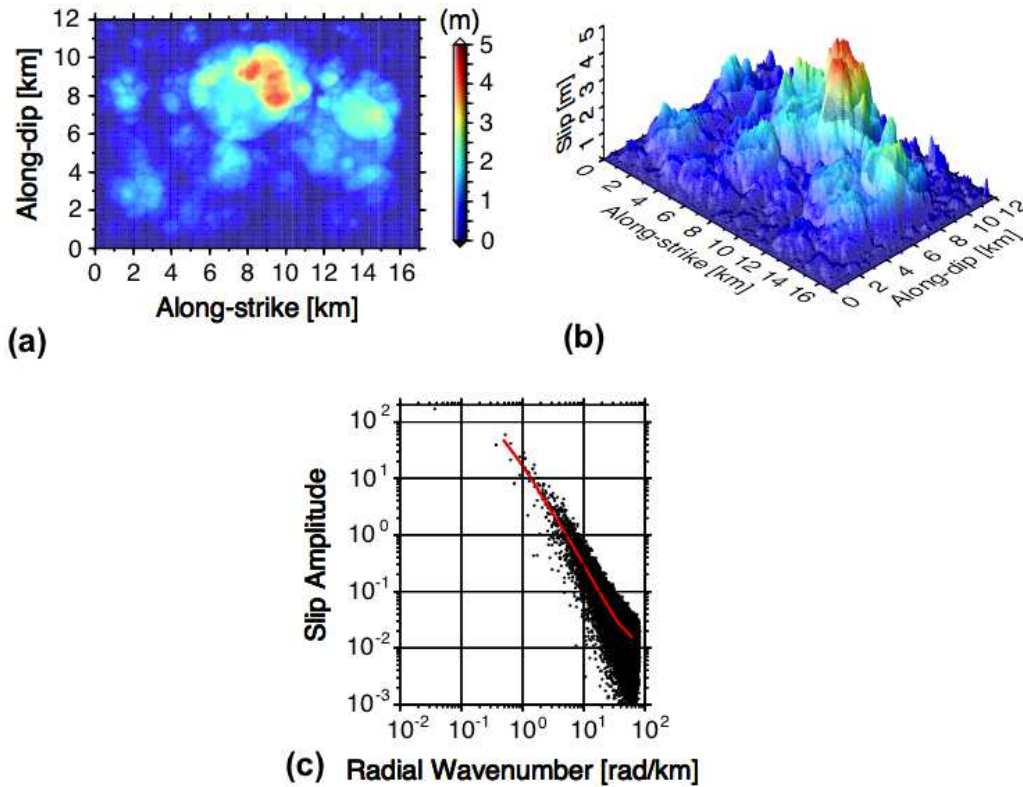 (m)
12
10
8
6
4
2
0
Along-dip [km]
0 2 4 6 8 10 12 14 16
Along-strike [km]
5
4
3
2
1
0
(a)
5
4
3
2
1
0
Slip [m]
0 2 4 6 8 10 12 14 16
Along-strike [km]
0 2 4 6 8 10 12
Along-dip [km]
(b)
10^2
10^1
10^0
10^-1
10^-2
10^-3
Slip Amplitude
10^-2 10^-1 10^0 10^1 10^2
(c) Radial Wavenumber [rad/km]